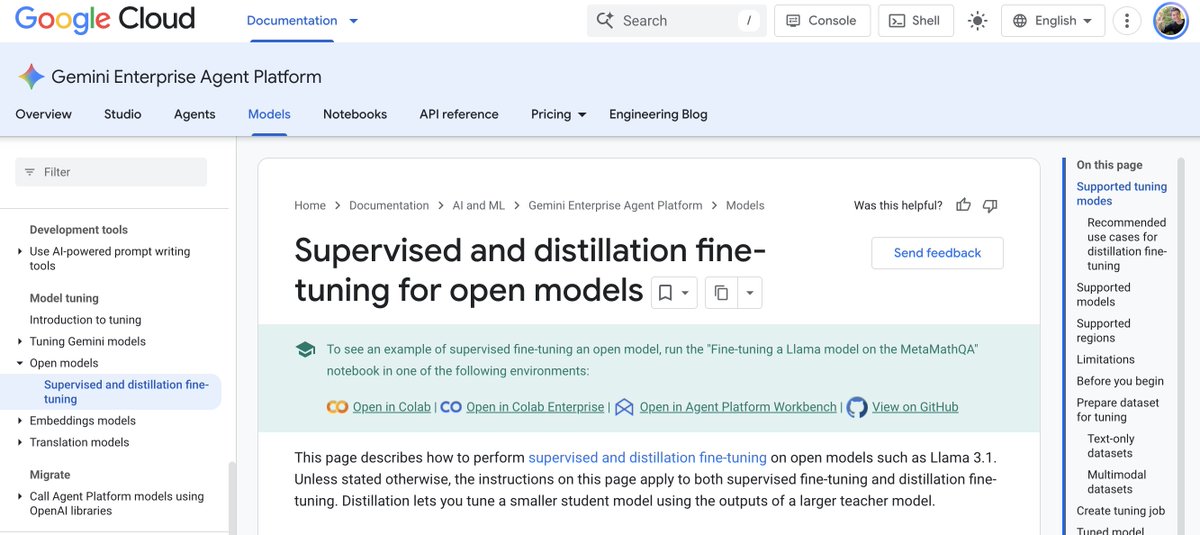 Google Cloud
Documentation
Search
/
Console
Shell
English
Gemini Enterprise Agent Platform
Overview
Studio
Agents
Models
Notebooks
API reference
Pricing
Engineering Blog
Filter
Development tools
Use AI-powered prompt writing
tools
Model tuning
Introduction to tuning
Tuning Gemini models
Open models
Supervised and distillation fine-
tuning
Embeddings models
Translation models
Migrate
Call Agent Platform models using
OpenAI libraries
Home > Documentation > AI and ML > Gemini Enterprise Agent Platform > Models
Was this helpful?
Supervised and distillation fine-
tuning for open models
Send feedback
To see an example of supervised fine-tuning an open model, run the "Fine-tuning a Llama model on the MetaMathQA"
notebook in one of the following environments:
Open in Colab | Open in Colab Enterprise | Open in Agent Platform Workbench | View on GitHub
This page describes how to perform supervised and distillation fine-tuning on open models such as Llama 3.1.
Unless stated otherwise, the instructions on this page apply to both supervised fine-tuning and distillation fine-
tuning. Distillation lets you tune a smaller student model using the outputs of a larger teacher model.
On this page
Supported tuning
modes
Recommended
use cases for
distillation fine-
tuning
Supported
models
Supported
regions
Limitations
Before you begin
Prepare dataset
for tuning
Text-only
datasets
Multimodal
datasets
Create tuning job
Tuned model